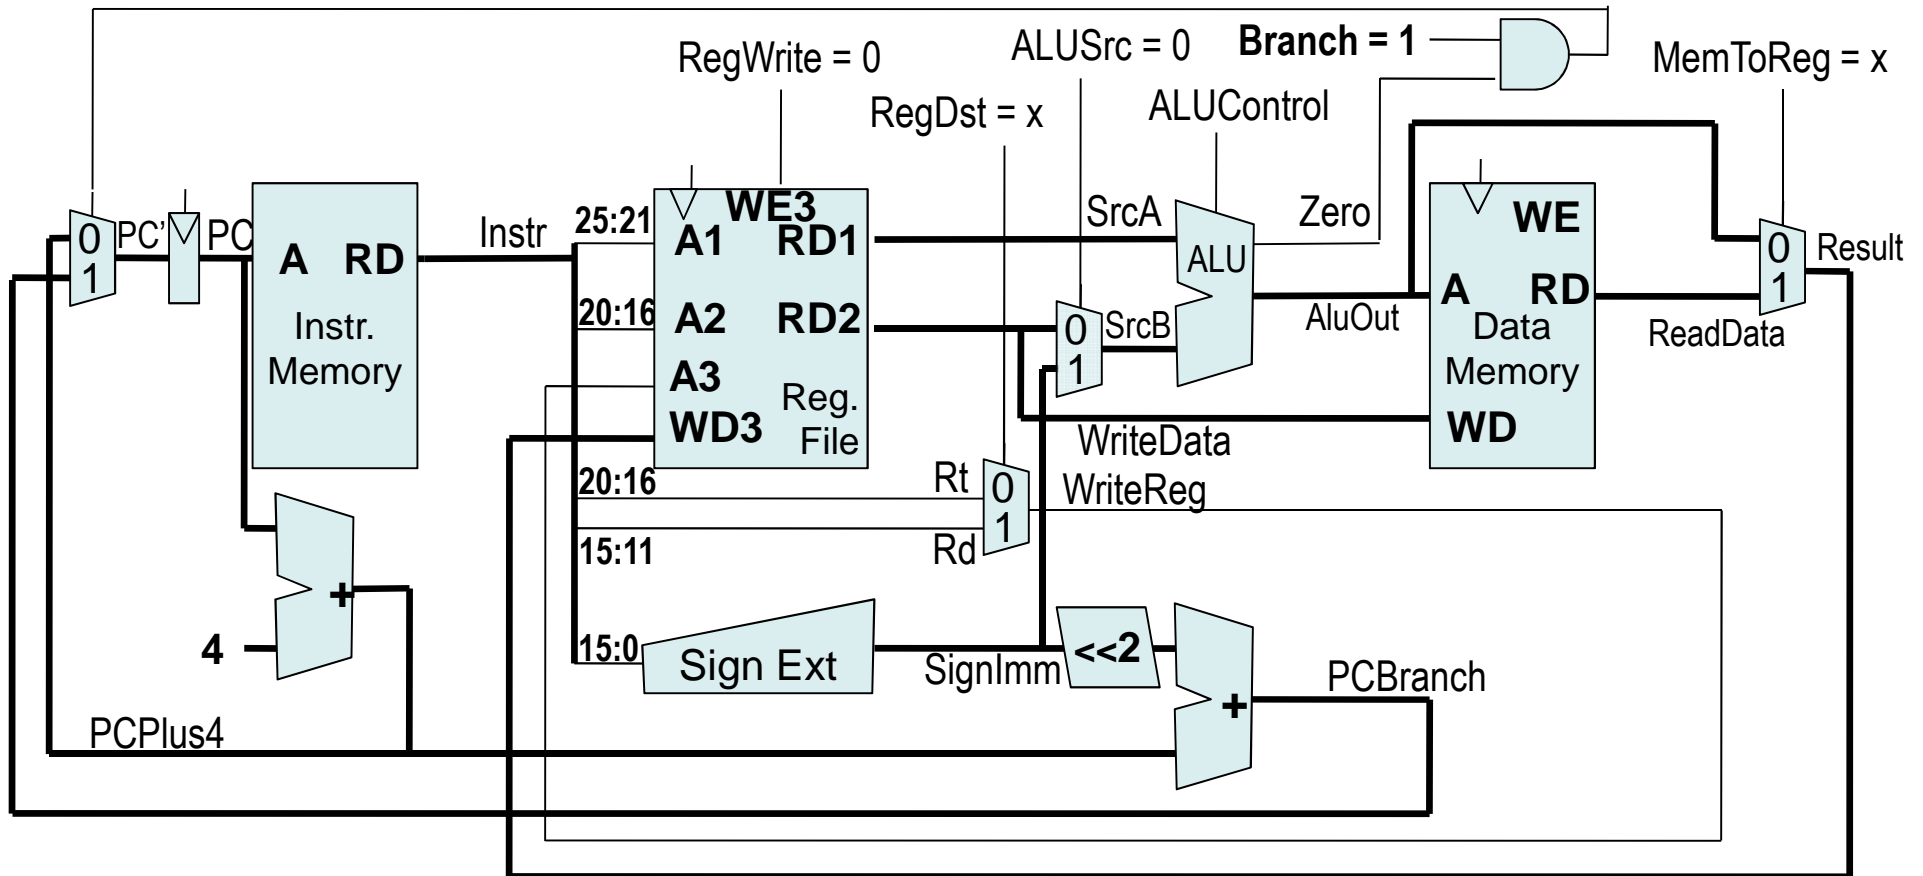 RegWrite = 0
ALUSrc = 0
Branch = 1
MemToReg = x
RegDst = x
ALUControl
0
1
PC'
PC
A RD
Instr.
Memory
Instr
25:21
20:16
WE3
A1 RD1
A2 RD2
A3
WD3
Reg.
File
SrcA
0
1
SrcB
ALU
Zero
AluOut
WE
A RD
Data
Memory
WD
ReadData
0
1
Result
WriteData
20:16
15:11
Rt
Rd
0
1
WriteReg
+
4
15:0
Sign Ext
SignImm
<<2
+
PCBranch
PCPlus4